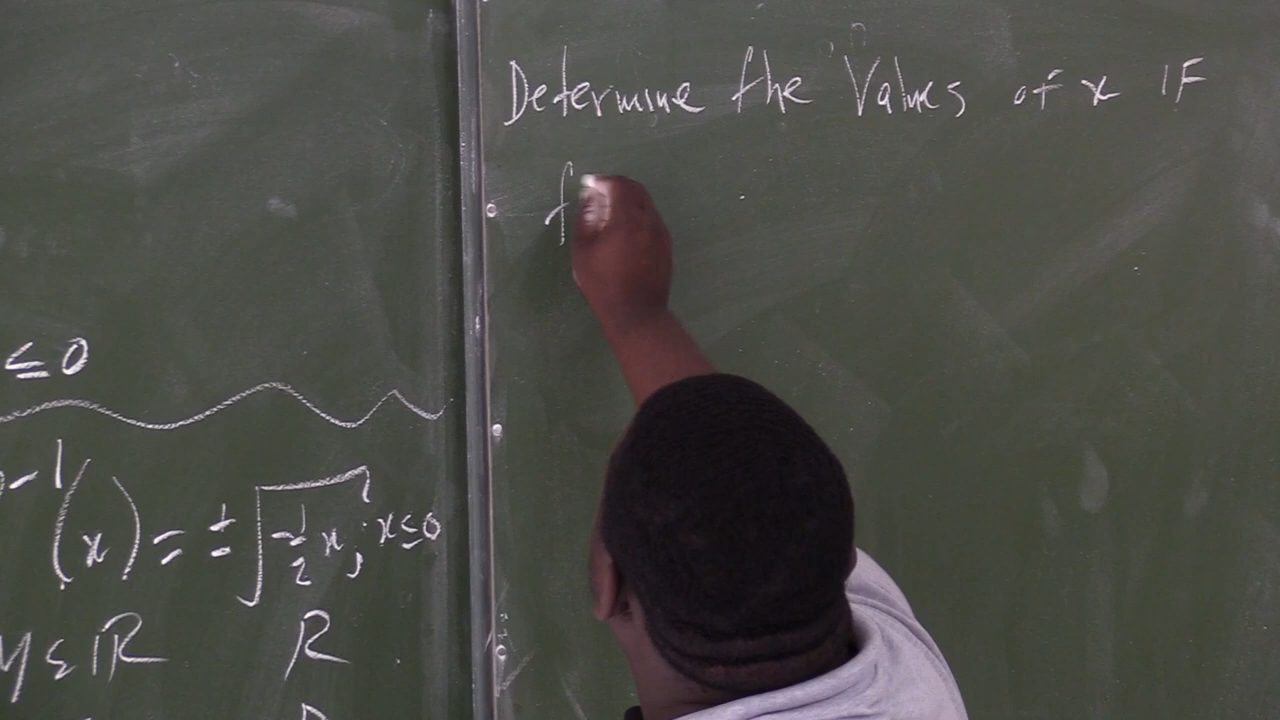 ≤ 0
-1 (x) = ± √(-1/2 x) ; x ≤ 0
y ε ℝ R
Determine the Values of x IF
f